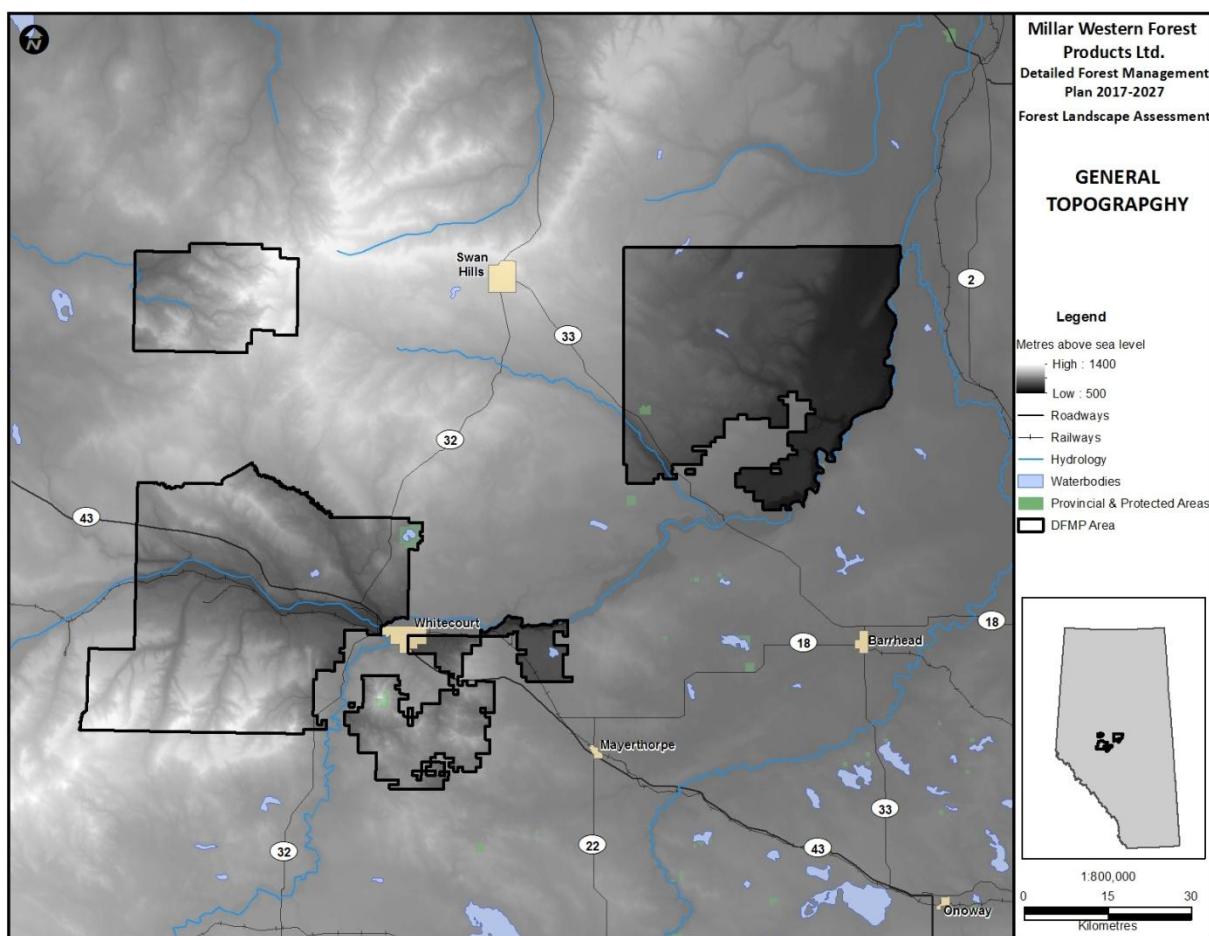 N
Swan
Hills
33
32
43
Whitecourt
2
18
18
Barrhead
Mayerthorpe
32
22
33
43
Onoway
Millar Western Forest
Products Ltd.
Detailed Forest Management
Plan 2017-2027
Forest Landscape Assessment
GENERAL
TOPOGRAPGHY
Legend
Metres above sea level
High : 1400
Low : 500
Roadways
Railways
Hydrology
Waterbodies
Provincial & Protected Areas
DFMP Area
1:800,000
0 15 30
Kilometres